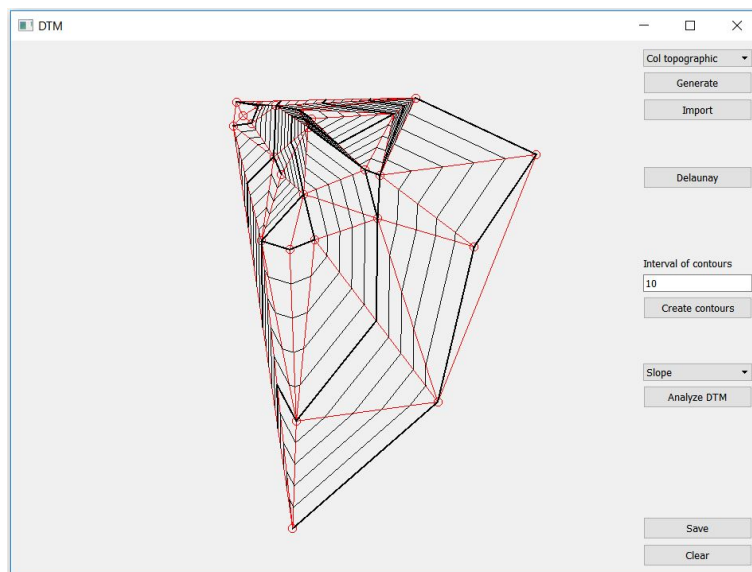 DTM
Col topographic
Generate
Import
Delaunay
Interval of contours
10
Create contours
Slope
Analyze DTM
Save
Clear